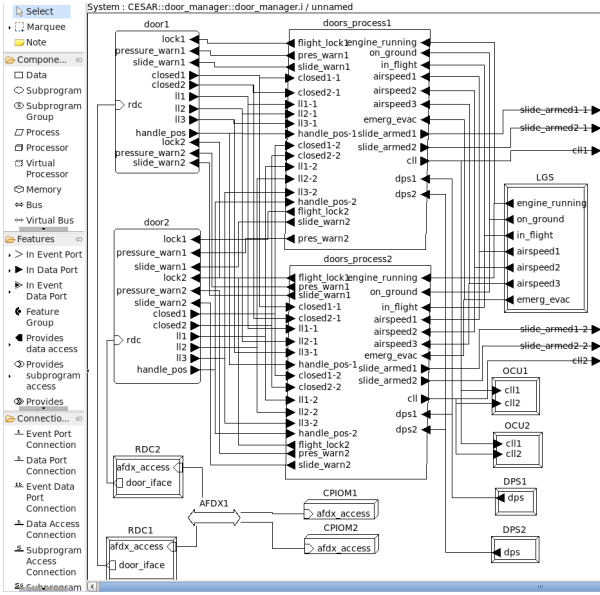 System : CESAR::door_manager::door_manager.i / unnamed
Select
Marquee
Note
Compone...
Data
Subprogram
Subprogram
Group
Process
Processor
Virtual
Processor
Memory
Bus
Virtual Bus
Features
In Event Port
In Data Port
In Event
Data Port
Feature
Group
Provides
data access
Provides
subprogram
access
Provides
Connectio...
Event Port
Connection
Data Port
Connection
Event Data
Port
Connection
Data Access
Connection
Subprogram
Access
Connection
Subprogram
door1
lock1
pressure_warn1
slide_warn1
closed1
closed2
ll1
rdc
ll2
ll3
handle_pos
lock2
pressure_warn2
slide_warn2
door2
lock1
pressure_warn1
slide_warn1
lock2
pressure_warn2
slide_warn2
closed1
closed2
ll1
rdc
ll2
ll3
handle_pos
doors_process1
flight_lock1
pres_warn1
slide_warn1
closed1-1
closed2-1
ll1-1
ll2-1
ll3-1
handle_pos-1
closed1-2
closed2-2
ll1-2
ll2-2
ll3-2
handle_pos-2
flight_lock2
slide_warn2
pres_warn2
engine_running
on_ground
in_flight
airspeed1
airspeed2
airspeed3
emerg_evac
slide_armed1
slide_armed2
cll
dps1
dps2
doors_process2
flight_lock1
pres_warn1
slide_warn1
closed1-1
closed2-1
ll1-1
ll2-1
ll3-1
handle_pos-1
closed1-2
closed2-2
ll1-2
ll2-2
ll3-2
handle_pos-2
flight_lock2
pres_warn2
slide_warn2
engine_running
on_ground
in_flight
airspeed1
airspeed2
airspeed3
emerg_evac
slide_armed1
slide_armed2
cll
dps1
dps2
slide_armed1-1
slide_armed2-1
cll1
LGS
engine_running
on_ground
in_flight
airspeed1
airspeed2
airspeed3
emerg_evac
slide_armed1-2
slide_armed2-2
cll2
OCU1
cll1
cll2
OCU2
cll1
cll2
DPS1
dps
DPS2
dps
RDC2
afdx_access
door_iface
RDC1
afdx_access
door_iface
AFDX1
CPIOM1
afdx_access
CPIOM2
afdx_access